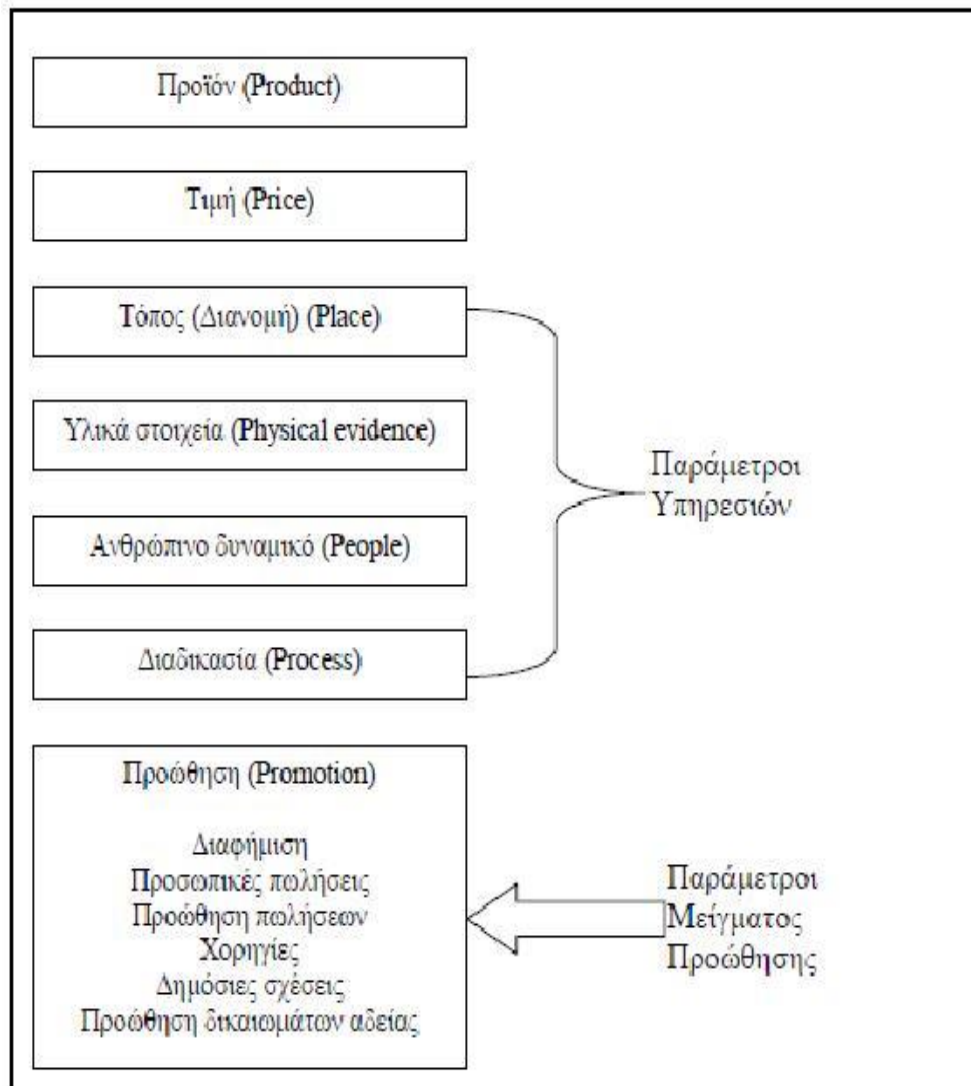 Προϊόν (Product)
Τιμή (Price)
Τόπος (Διανομή) (Place)
Υλικά στοιχεία (Physical evidence)
Ανθρώπινο δυναμικό (People)
Διαδικασία (Process)
Παράμετροι
Υπηρεσιών
Προώθηση (Promotion)
Διαφήμιση
Προσωπικές πωλήσεις
Προώθηση πωλήσεων
Χορηγίες
Δημόσιες σχέσεις
Προώθηση δικαιωμάτων αδείας
Παράμετροι
Μείγματος
Προώθησης